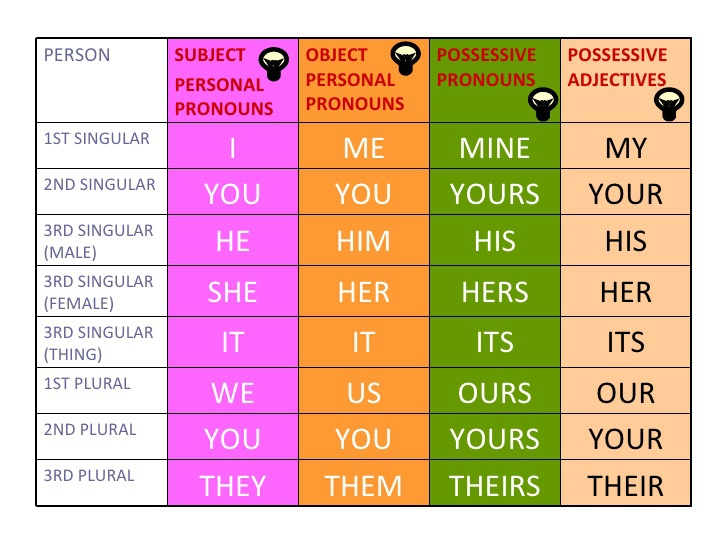 PERSON
SUBJECT
PERSONAL
PRONOUNS
OBJECT
PERSONAL
PRONOUNS
POSSESSIVE
PRONOUNS
POSSESSIVE
ADJECTIVES
1ST SINGULAR
I
ME
MINE
MY
2ND SINGULAR
YOU
YOU
YOURS
YOUR
3RD SINGULAR
(MALE)
HE
HIM
HIS
HIS
3RD SINGULAR
(FEMALE)
SHE
HER
HERS
HER
3RD SINGULAR
(THING)
IT
IT
ITS
ITS
1ST PLURAL
WE
US
OURS
OUR
2ND PLURAL
YOU
YOU
YOURS
YOUR
3RD PLURAL
THEY
THEM
THEIRS
THEIR